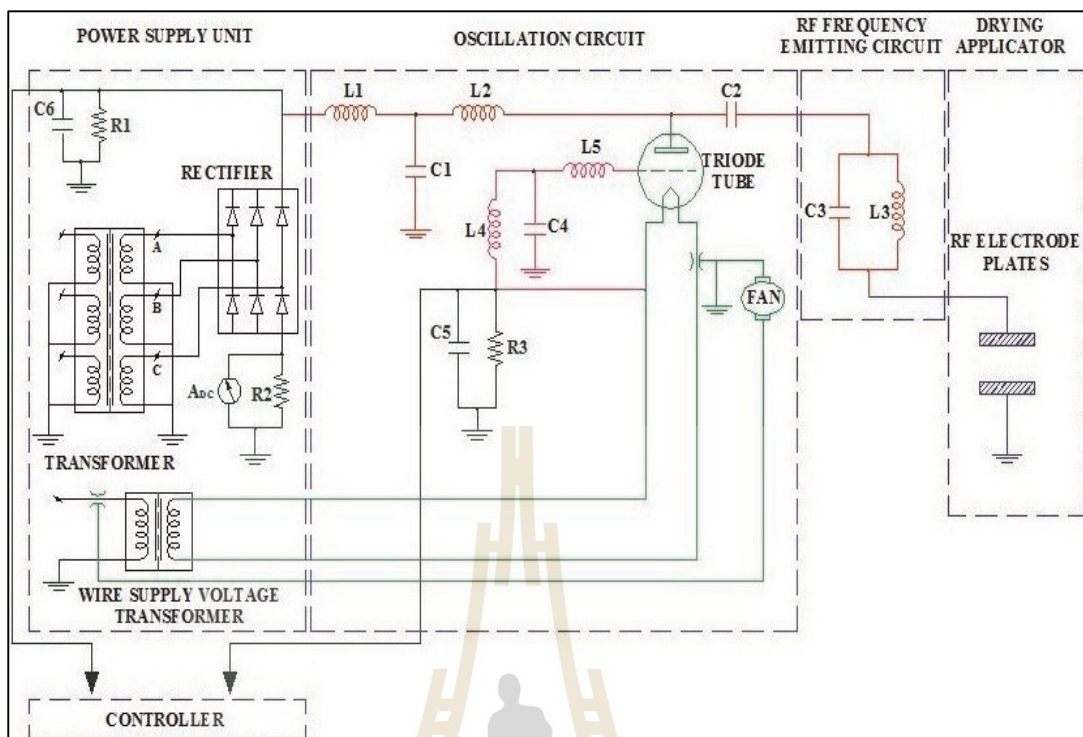 POWER SUPPLY UNIT
OSCILLATION CIRCUIT
RF FREQUENCY
EMITTING CIRCUIT
DRYING
APPLICATOR
C6
R1
RECTIFIER
A
B
C
ADC
R2
TRANSFORMER
WIRE SUPPLY VOLTAGE
TRANSFORMER
L1
L2
C2
C1
L5
TRIODE
TUBE
L4
C4
C5
R3
FAN
C3
L3
RF ELECTRODE
PLATES
CONTROLLER